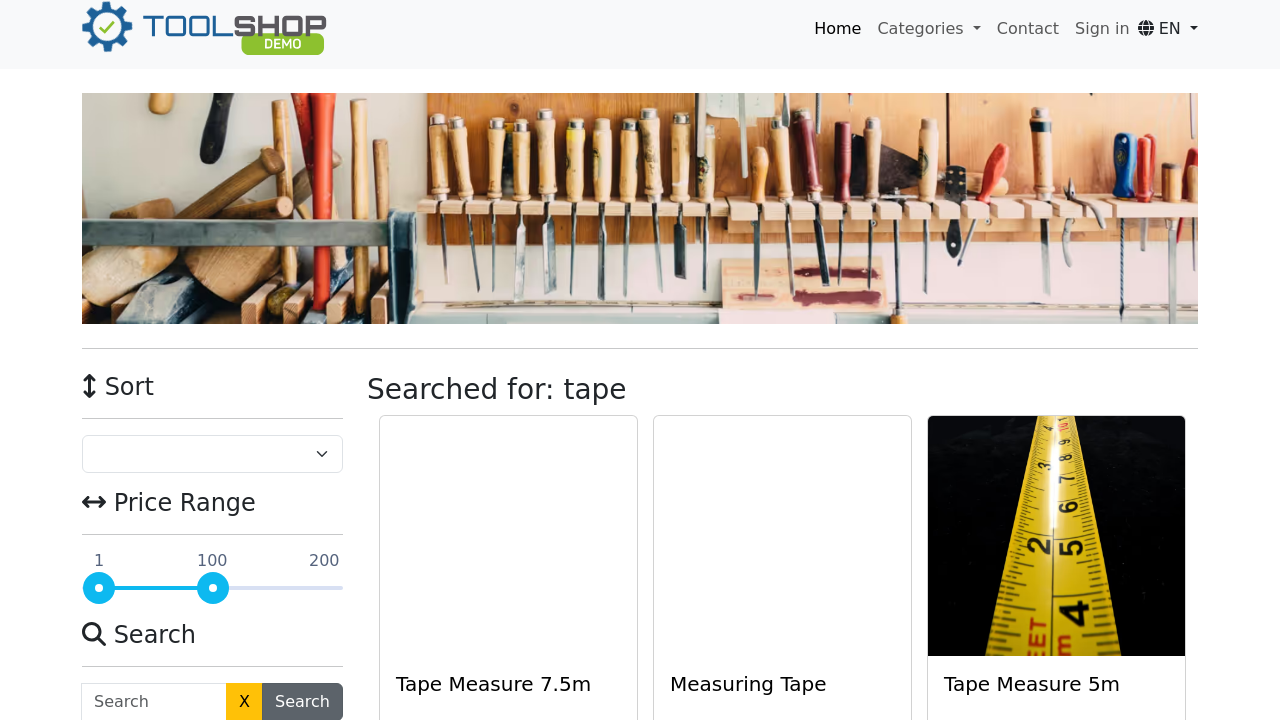 TOOLSHOP
DEMO
Home
Categories
Contact
Sign in
EN
Sort
Price Range
1
100
200
Search
Search
X
Search
Searched for: tape
Tape Measure 7.5m
Measuring Tape
Tape Measure 5m